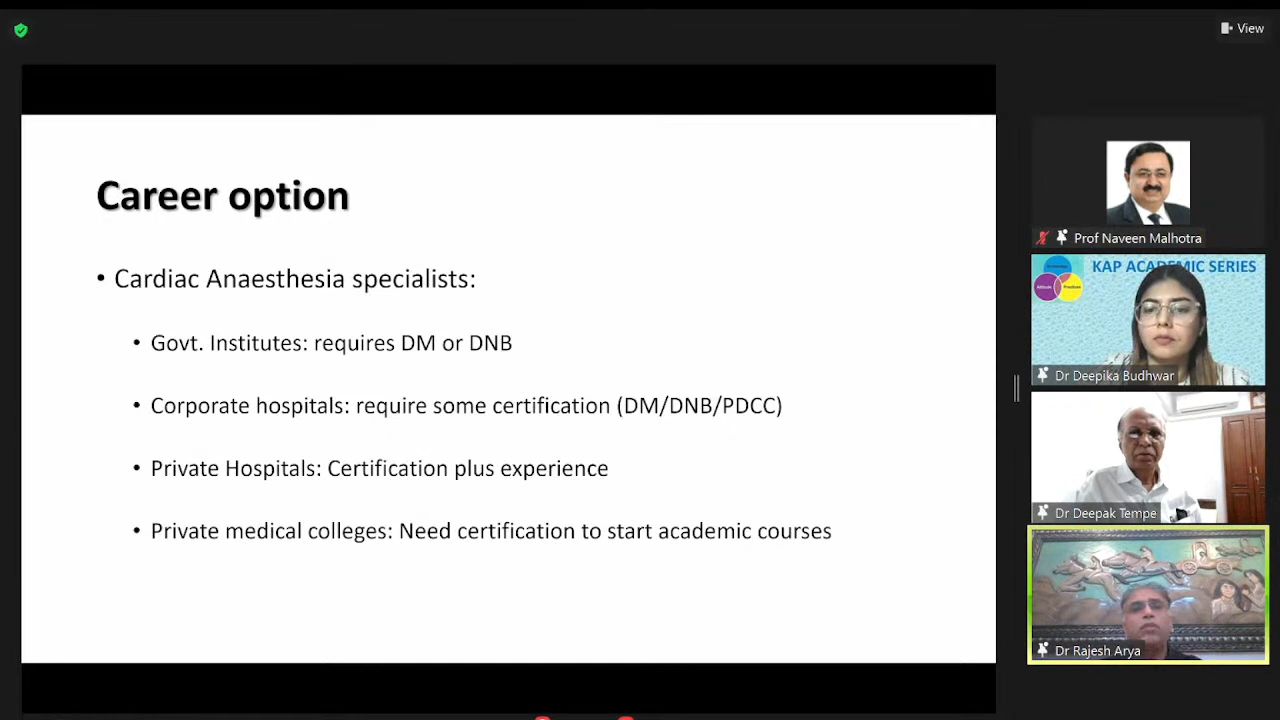 View
Career option
• Cardiac Anaesthesia specialists:
• Govt. Institutes: requires DM or DNB
• Corporate hospitals: require some certification (DM/DNB/PDCC)
• Private Hospitals: Certification plus experience
• Private medical colleges: Need certification to start academic courses
Prof Naveen Malhotra
KAP ACADEMIC SERIES
Attitude
Dr Deepika Budhwar
Dr Deepak Tempe
Dr Rajesh Arya